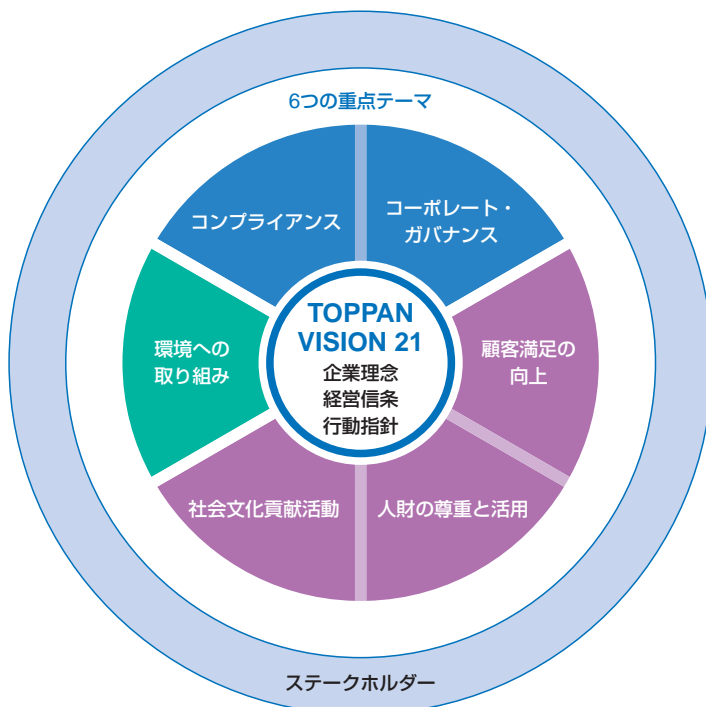 6つの重点テーマ
コンプライアンス
コーポレート・
ガバナンス
環境への
取り組み
TOPPAN
VISION 21
企業理念
経営信条
行動指針
顧客満足の
向上
社会文化貢献活動
人財の尊重と活用
ステークホルダー